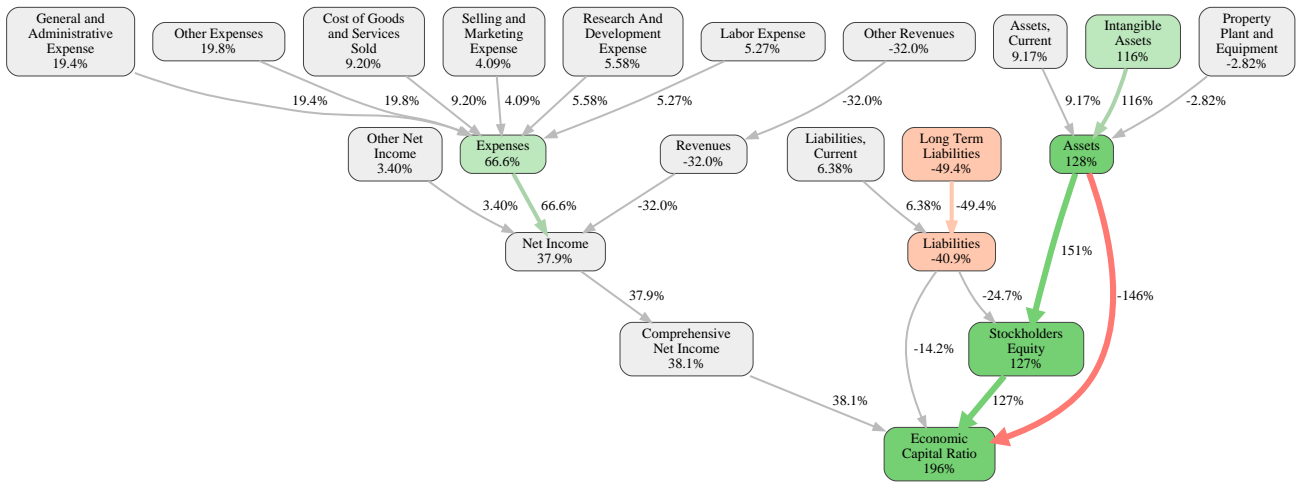 General and
Administrative
Expense
19.4%
Other Expenses
19.8%
Cost of Goods
and Services
Sold
9.20%
Selling and
Marketing
Expense
4.09%
Research And
Development
Expense
5.58%
Labor Expense
5.27%
Other Revenues
-32.0%
Assets,
Current
9.17%
Intangible
Assets
116%
Property
Plant and
Equipment
-2.82%
19.4%
19.8%
9.20%
4.09%
5.58%
5.27%
-32.0%
9.17%
116%
-2.82%
Other Net
Income
3.40%
Expenses
66.6%
Revenues
-32.0%
Liabilities,
Current
6.38%
Long Term
Liabilities
-49.4%
Assets
128%
3.40%
66.6%
-32.0%
6.38%
-49.4%
Net Income
37.9%
Liabilities
-40.9%
151%
37.9%
-24.7%
-146%
Comprehensive
Net Income
38.1%
Stockholders
Equity
127%
-14.2%
38.1%
127%
Economic
Capital Ratio
196%